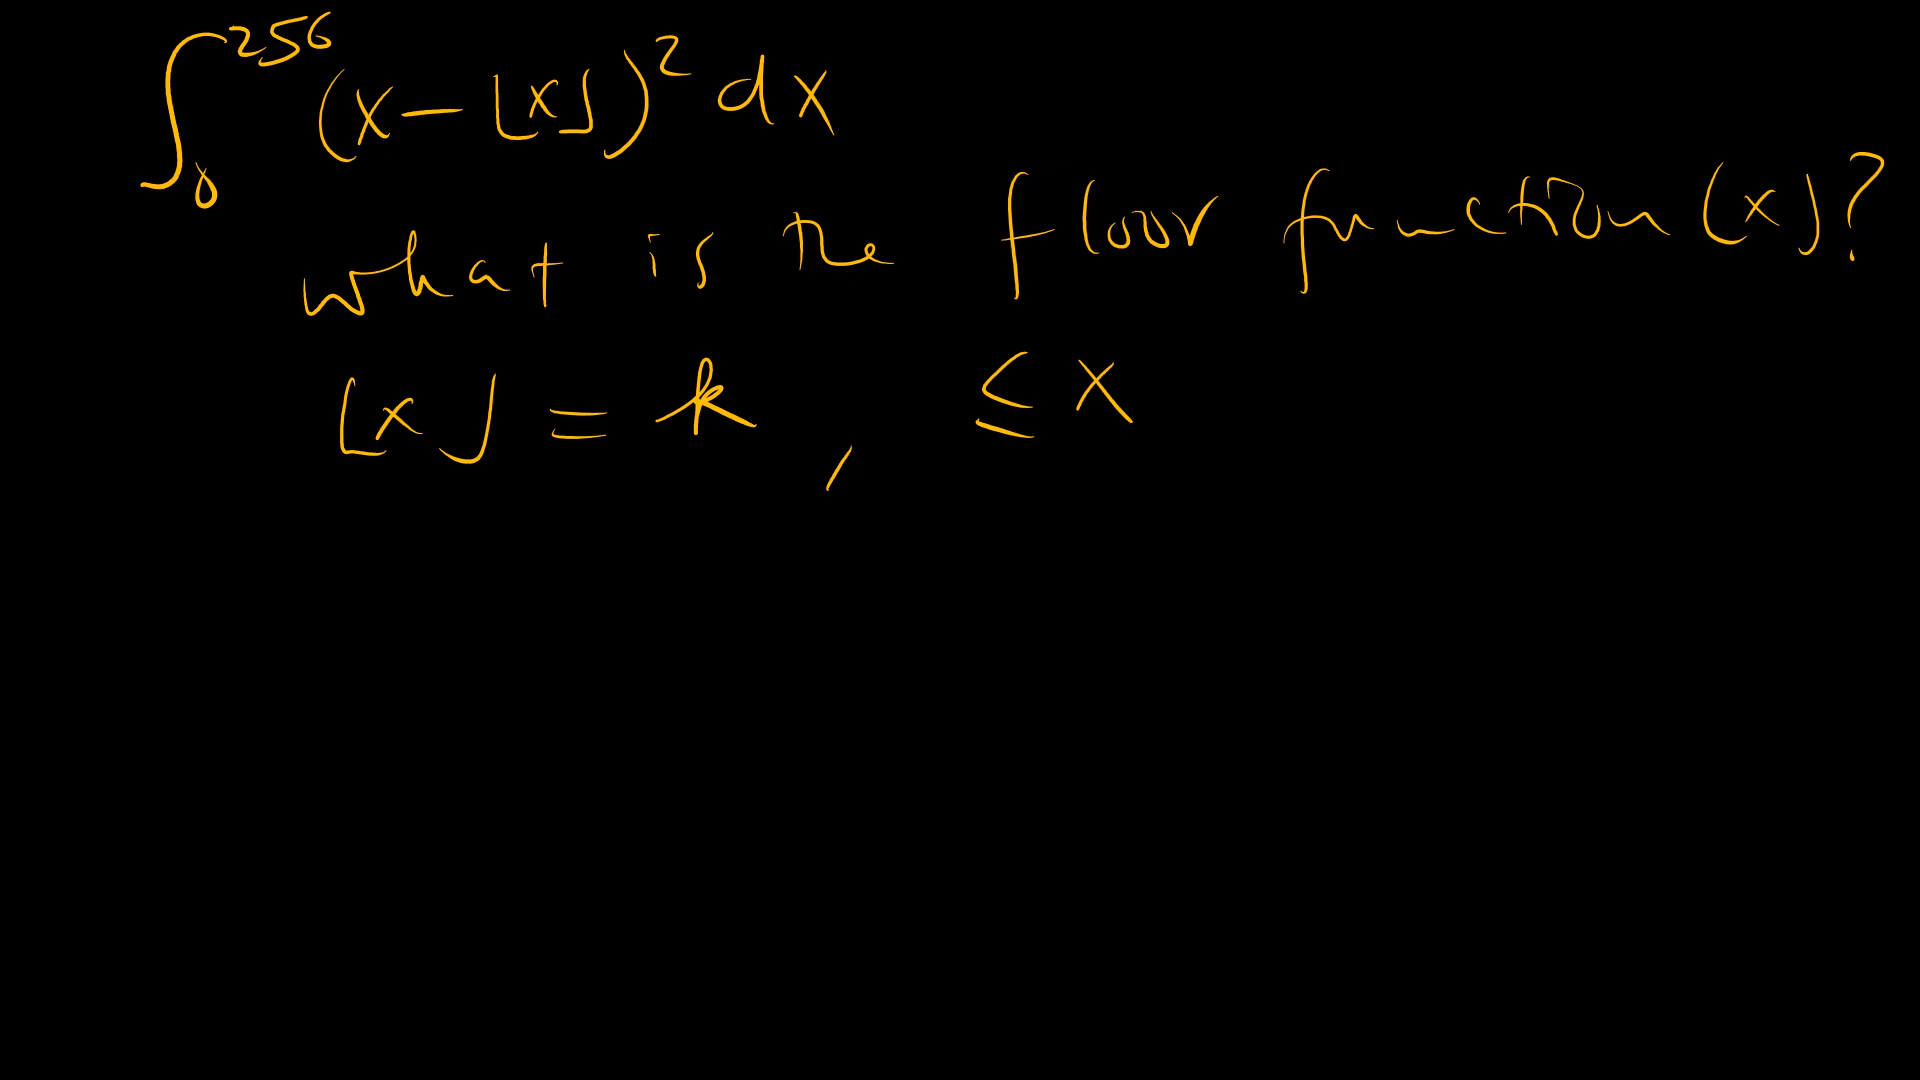 ∫₀²⁵⁶ (x − ⌊x⌋)² dx
what is the floor function ⌊x⌋?
⌊x⌋ = k, ≤ x